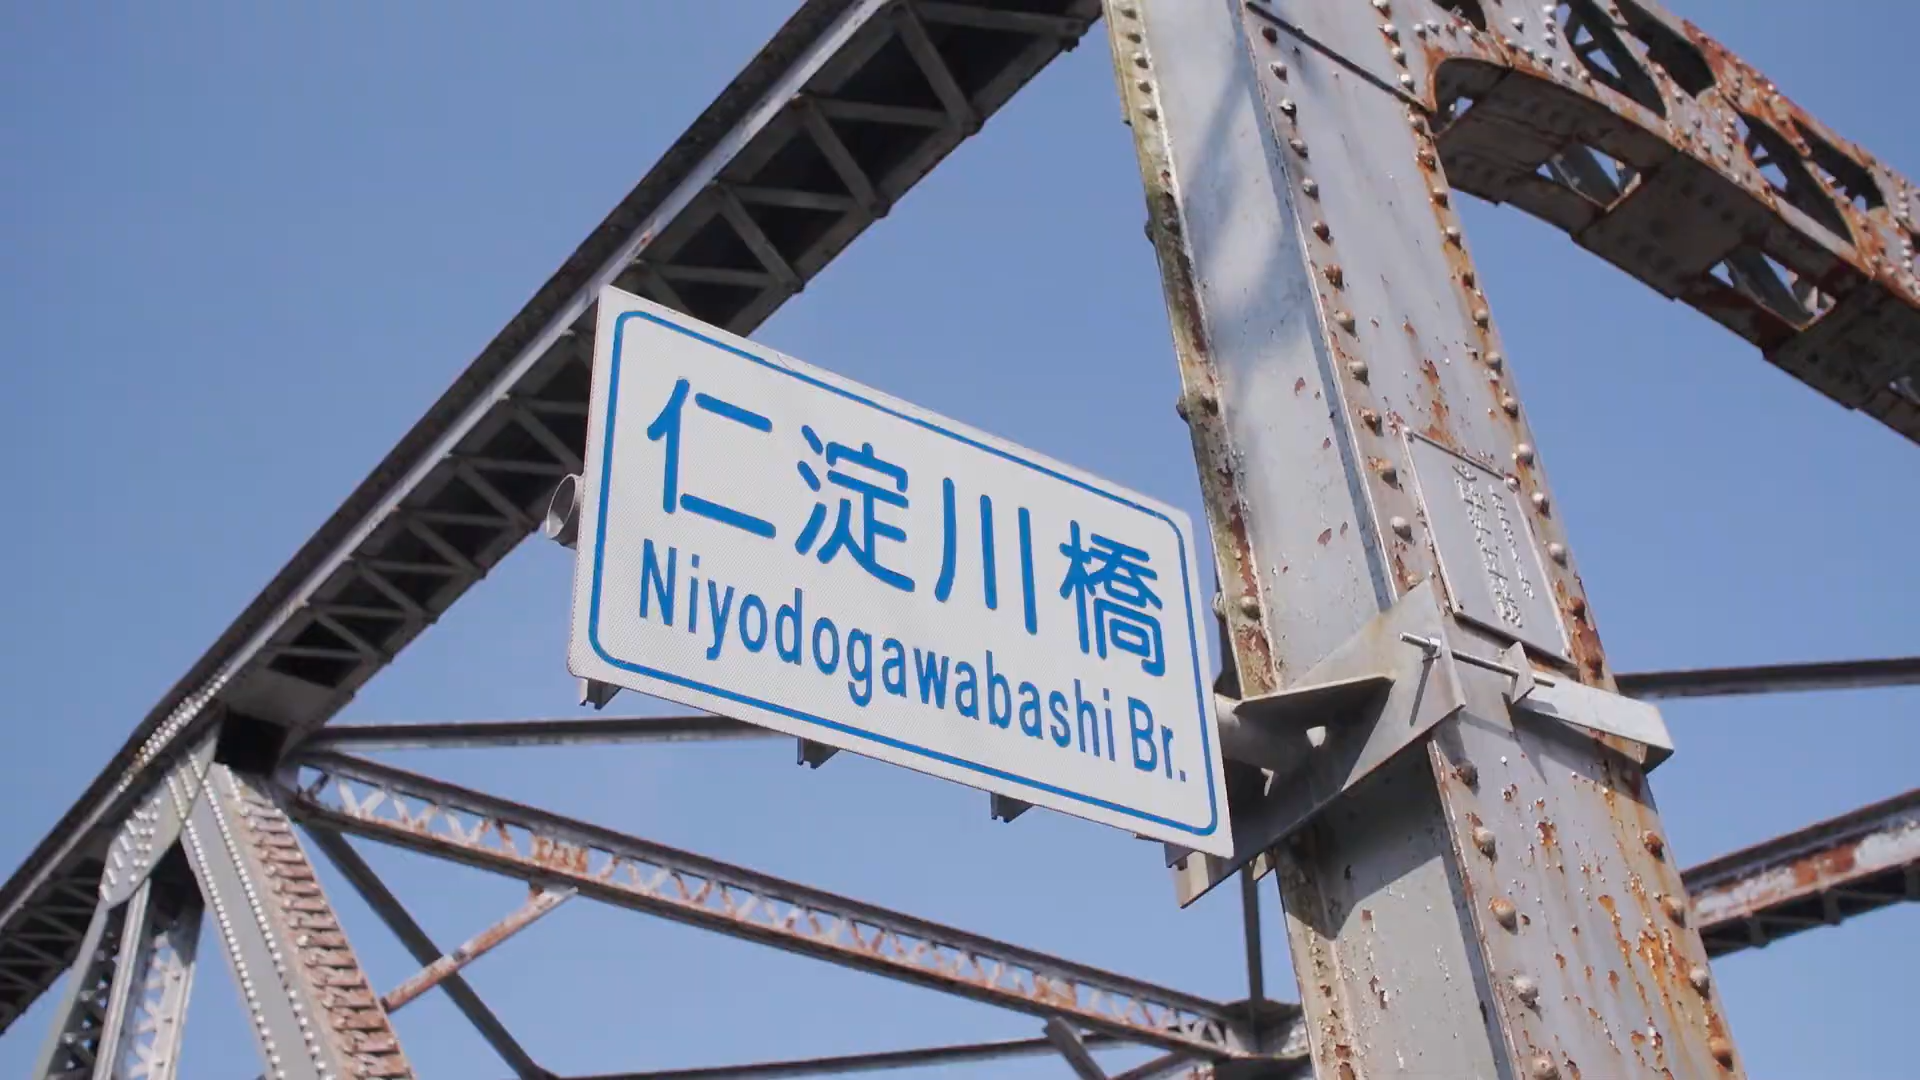 仁淀川橋
Niyodogawabashi Br.